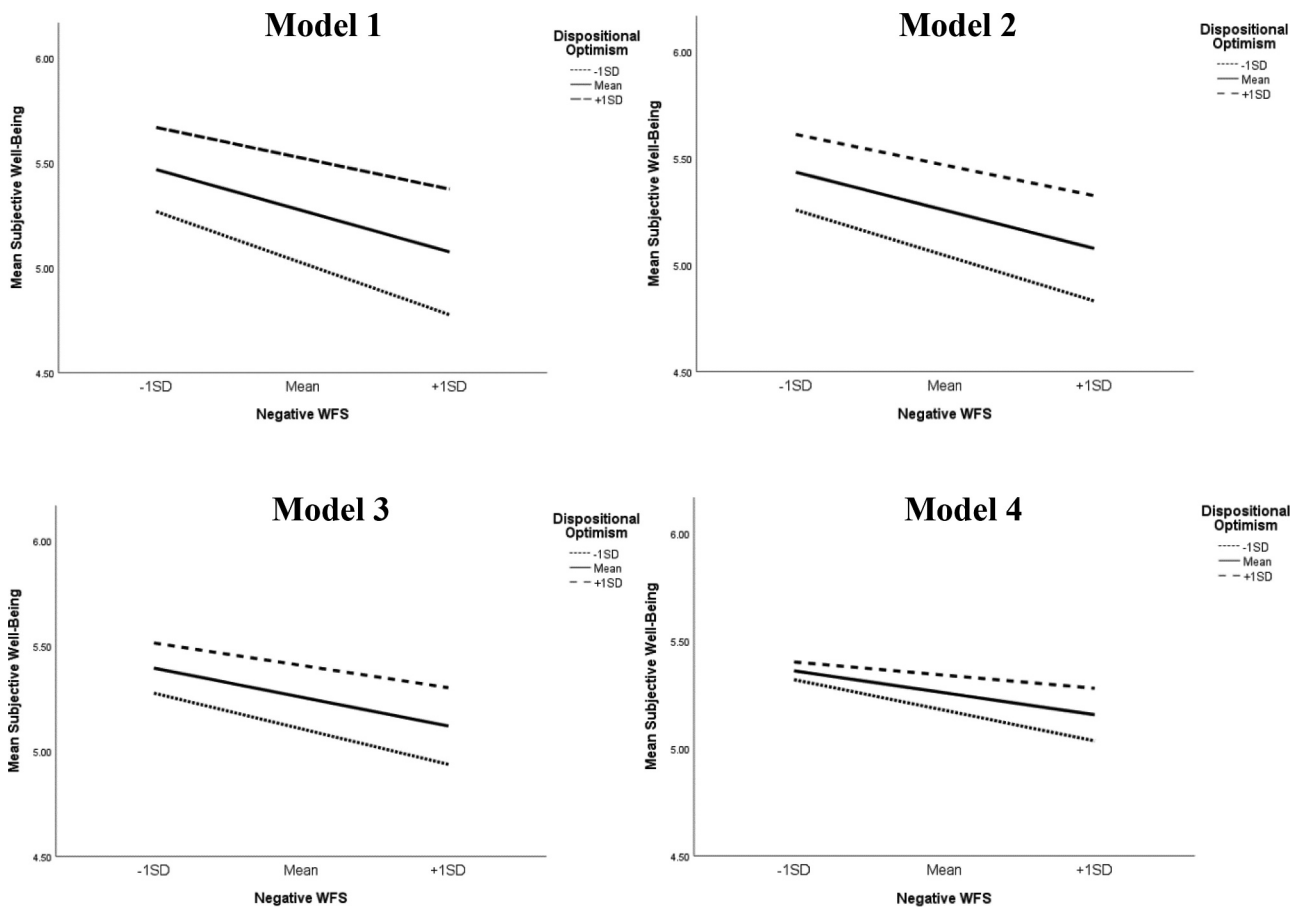 Model 1
Dispositional
Optimism
-1SD
Mean
+1SD
6.00
5.50
5.00
4.50
Mean Subjective Well-Being
-1SD Mean +1SD
Negative WFS
Model 2
Dispositional
Optimism
-1SD
Mean
+1SD
6.00
5.50
5.00
4.50
Mean Subjective Well-Being
-1SD Mean +1SD
Negative WFS
Model 3
Dispositional
Optimism
-1SD
Mean
+1SD
6.00
5.50
5.00
4.50
Mean Subjective Well-Being
-1SD Mean +1SD
Negative WFS
Model 4
Dispositional
Optimism
-1SD
Mean
+1SD
6.00
5.50
5.00
4.50
Mean Subjective Well-Being
-1SD Mean +1SD
Negative WFS